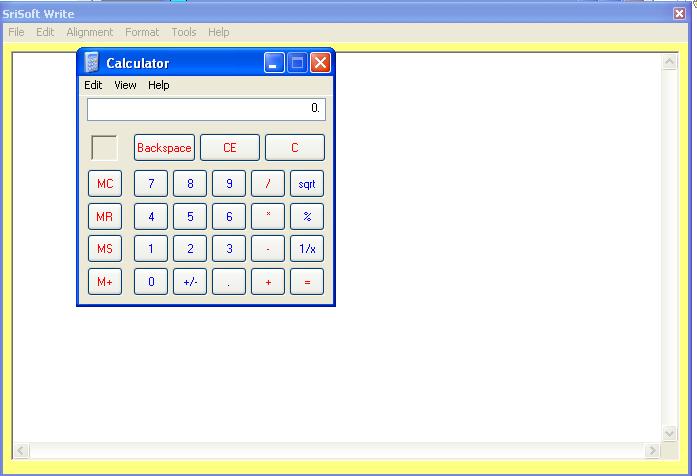 SriSoft Write
File Edit Alignment Format Tools Help
Calculator
Edit View Help
0.
Backspace CE C
MC 7 8 9 / sqrt
MR 4 5 6 * %
MS 1 2 3 - 1/x
M+ 0 +/- . + =